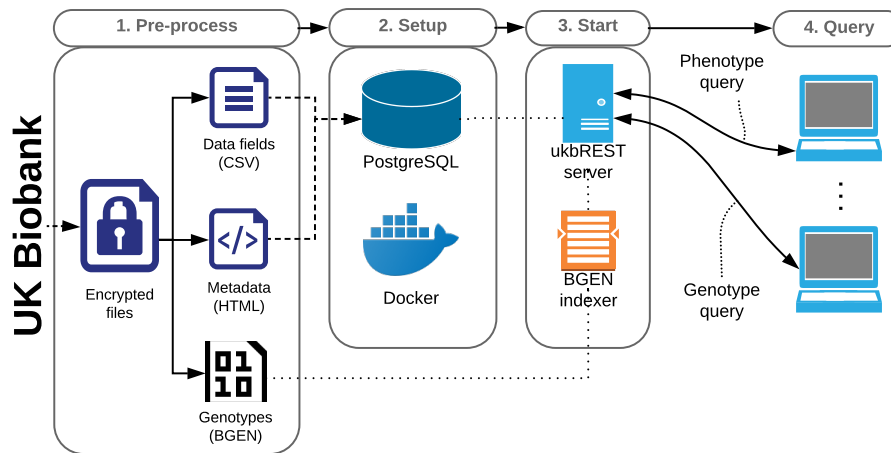 1. Pre-process
2. Setup
3. Start
4. Query
UK Biobank
Encrypted
files
Data fields
(CSV)
Metadata
(HTML)
01
10
Genotypes
(BGEN)
PostgreSQL
Docker
ukbREST
server
BGEN
indexer
Phenotype
query
Genotype
query